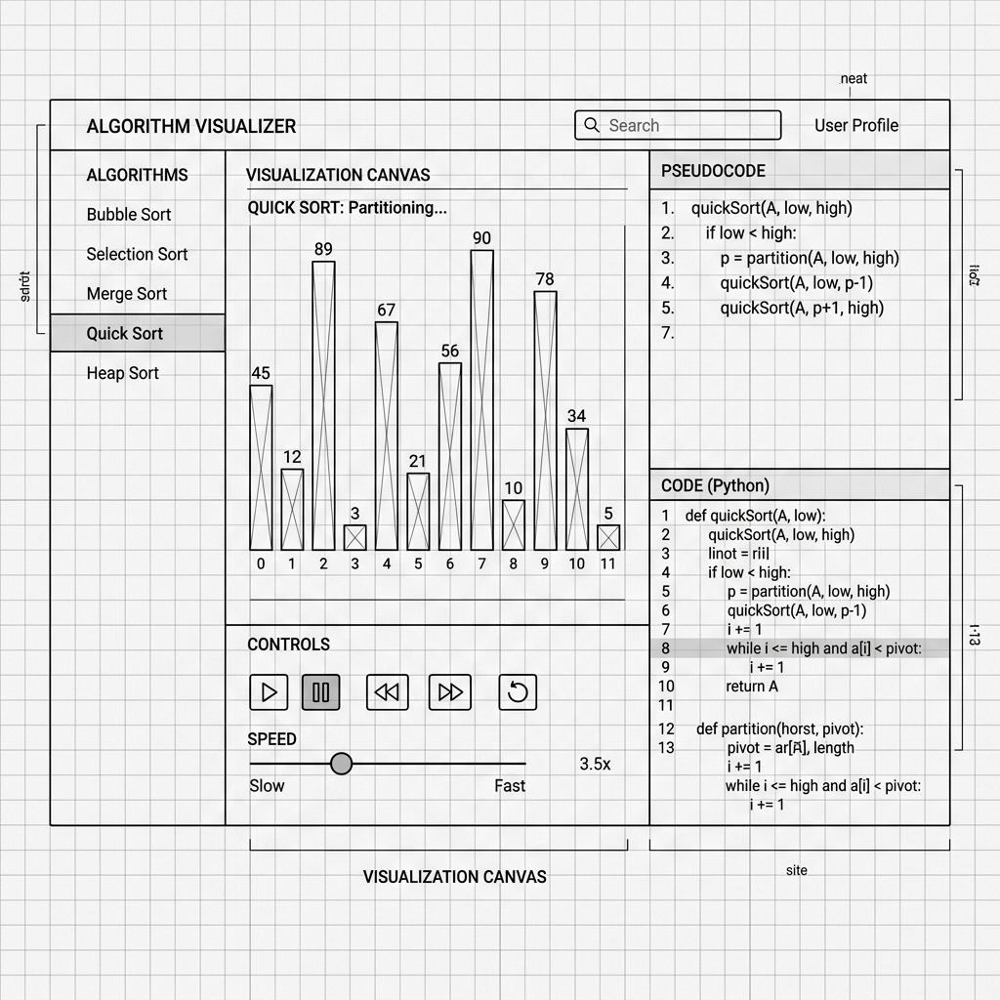 neat
ALGORITHM VISUALIZER
Search
User Profile
ALGORITHMS
Bubble Sort
Selection Sort
Merge Sort
Quick Sort
Heap Sort
VISUALIZATION CANVAS
QUICK SORT: Partitioning...
45
12
89
3
67
21
56
90
10
78
34
5
0 1 2 3 4 5 6 7 8 9 10 11
CONTROLS
SPEED
3.5x
Slow Fast
PSEUDOCODE
1. quickSort(A, low, high)
2. if low < high:
3. p = partition(A, low, high)
4. quickSort(A, low, p-1)
5. quickSort(A, p+1, high)
7.
CODE (Python)
1 def quickSort(A, low):
2 quickSort(A, low, high)
3 linot =
4 if low < high:
5 p = partition(A, low, high)
6 quickSort(A, low, p-1)
7 i += 1
8 while i <= high and a[i] < pivot:
9 i += 1
10 return A
11
12 def partition(horst, pivot):
13 pivot = length
i += 1
while i <= high and a[i] < pivot:
i += 1
VISUALIZATION CANVAS
site